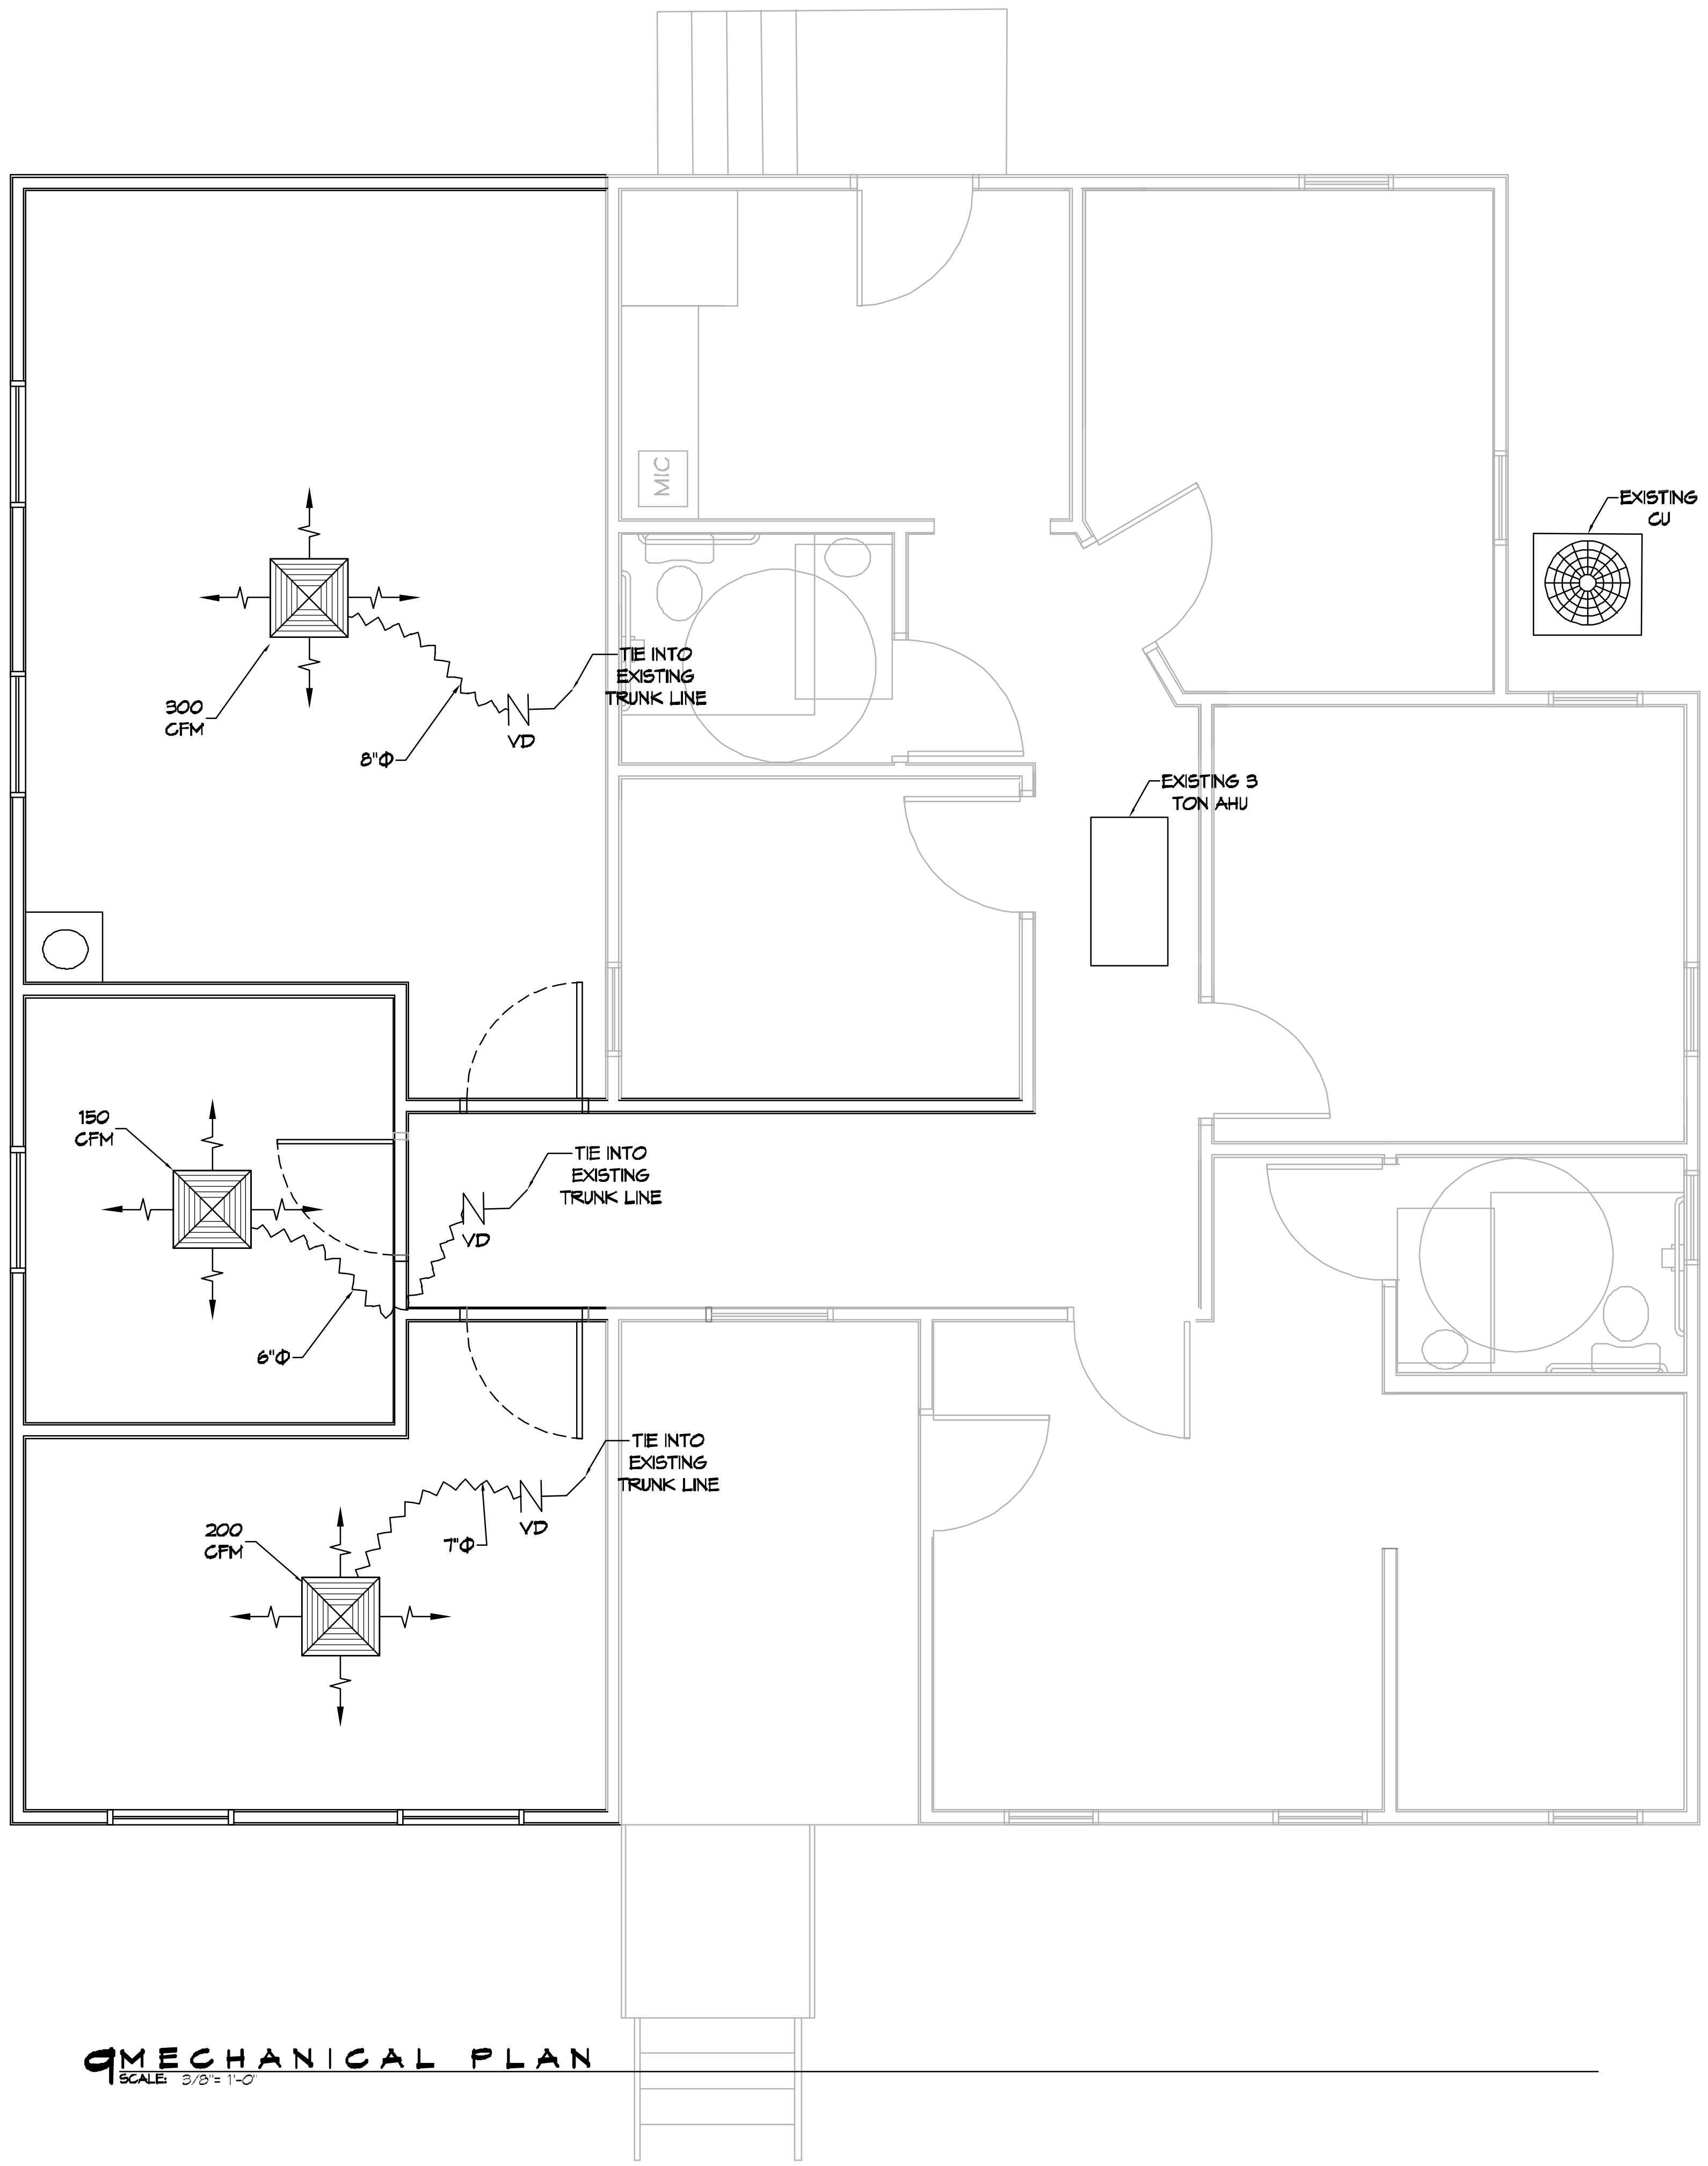 EXISTING
CU
TIE INTO
EXISTING
TRUNK LINE
300
CFM
8"Φ
VD
MIC
EXISTING 3
TON AHU
150
CFM
TIE INTO
EXISTING
TRUNK LINE
VD
6"Φ
TIE INTO
EXISTING
TRUNK LINE
200
CFM
7"Φ
VD
9 MECHANICAL PLAN
SCALE: 3/8"= 1'-0"